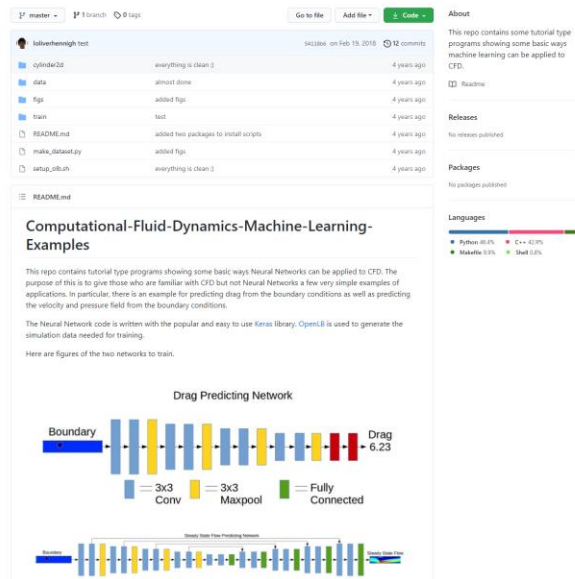 master
1 branch
0 tags
Go to file
Add file
Code
loliverhennigh test
on Feb 19, 2018
12 commits
cylinder2d everything is clean :)  4 years ago
data almost done 4 years ago
figs added figs 4 years ago
train test 4 years ago
README.md added two packages to install scripts 4 years ago
make_dataset.py added figs 4 years ago
setup_olb.sh everything is clean :) 4 years ago
README.md
Computational-Fluid-Dynamics-Machine-Learning-
Examples
This repo contains tutorial type programs showing some basic ways Neural Networks can be applied to CFD. The
purpose of this is to give those who are familiar with CFD but not Neural Networks a few very simple examples of
applications. In particular, there is an example for predicting drag from the boundary conditions as well as predicting
the velocity and pressure field from the boundary conditions.
The Neural Network code is written with the popular and easy to use Keras library. OpenLB is used to generate the
simulation data needed for training.
Here are figures of the two networks to train.
Drag Predicting Network
Boundary
Drag
6.23
= 3x3
Conv
= 3x3
Maxpool
= Fully
Connected
Steady State Flow Predicting Network
Boundary
Steady State Flow
About
This repo contains some tutorial type
programs showing some basic ways
machine learning can be applied to
CFD.
Readme
Releases
No releases published
Packages
No packages published
Languages
Python 46.4% C++ 42.9%
Makefile 9.9% Shell 0.8%